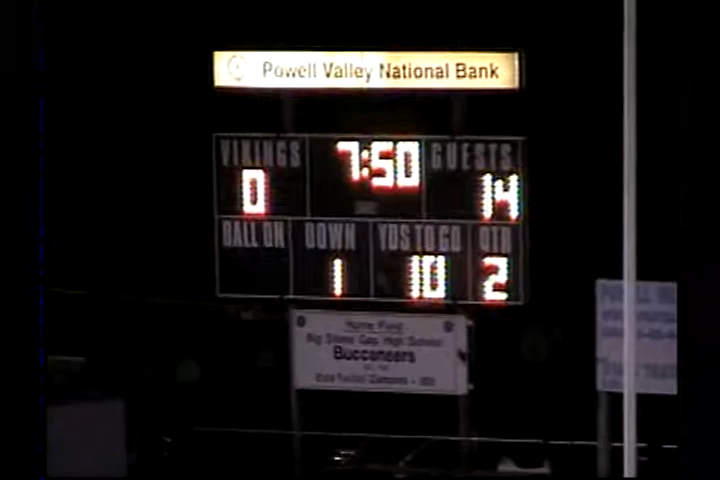 Powell Valley National Bank
VIKINGS 7:50 GUESTS
0 14
BALL ON DOWN YDS TO GO QTR
1 10 2
Home Field
Big Stone Gap High School
Buccaneers